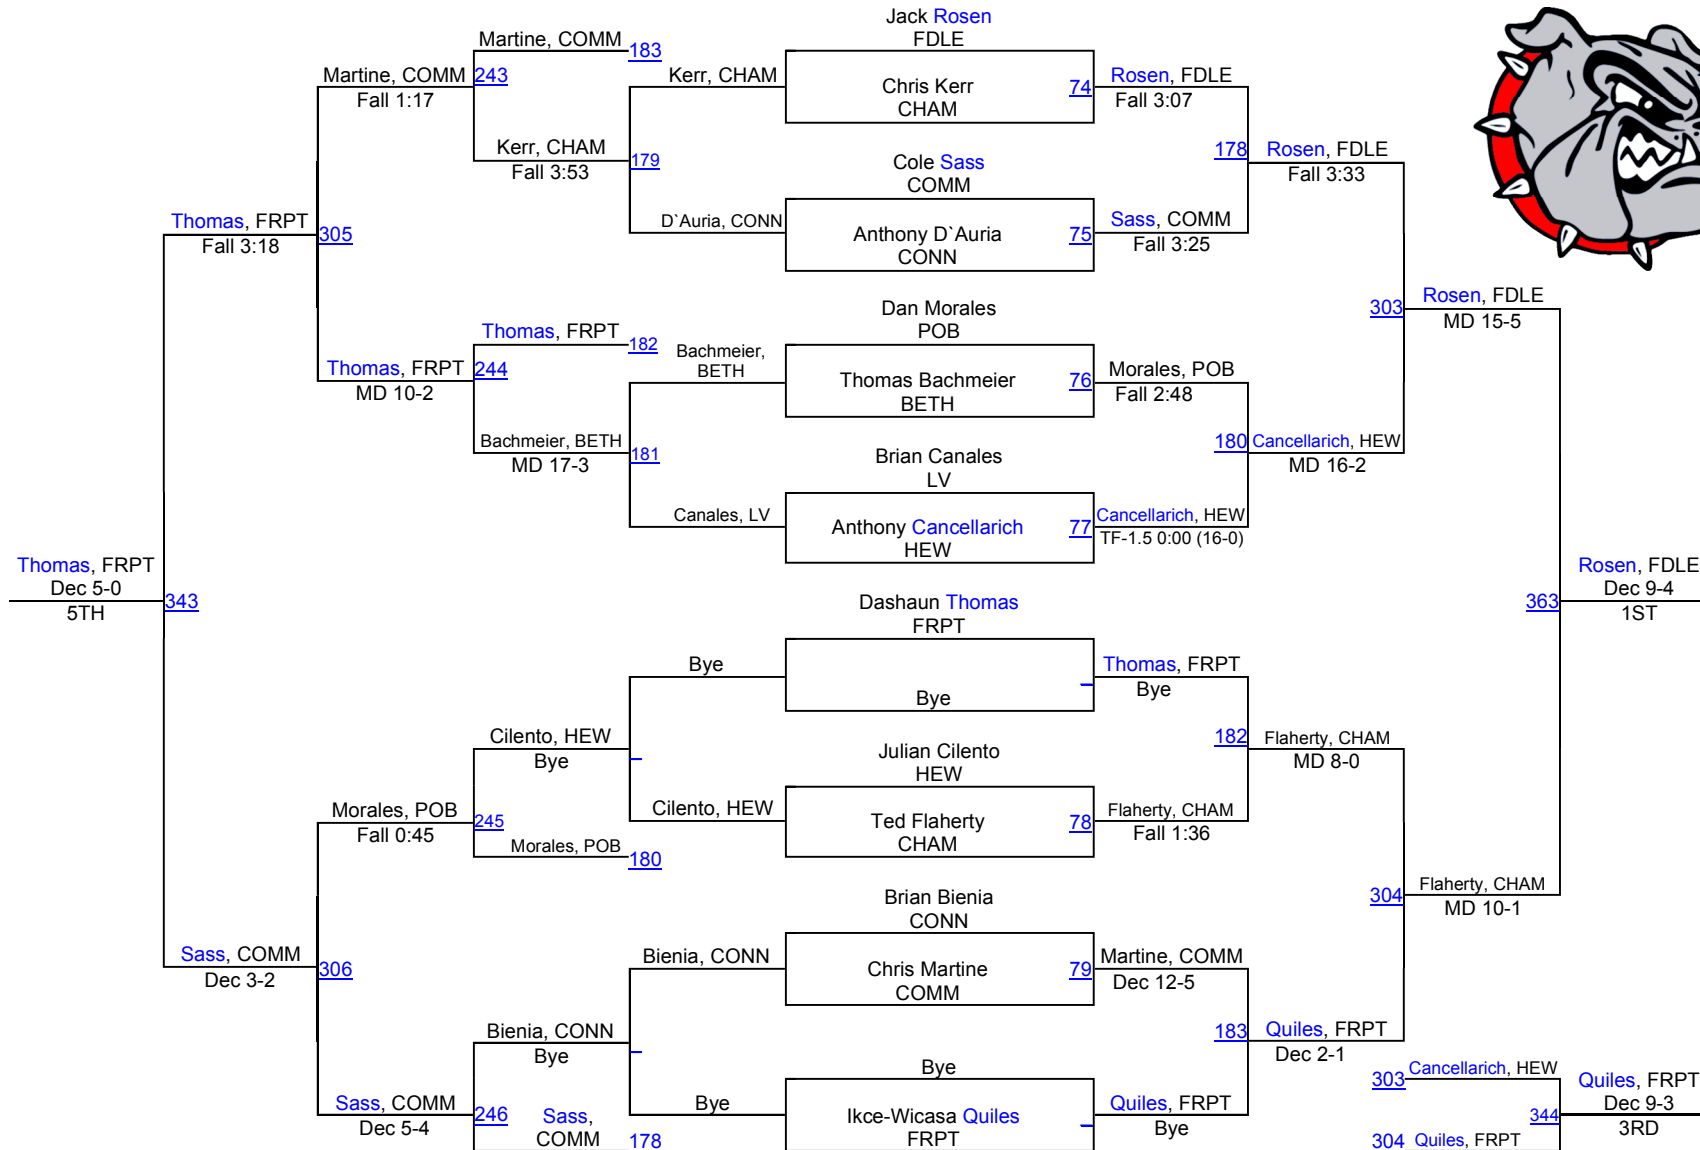 Jack Rosen
FDLE
Martine, COMM
183
Martine, COMM
243
Kerr, CHAM
Chris Kerr
CHAM
74
Rosen, FDLE
Fall 1:17
Fall 3:07
Kerr, CHAM
179
Fall 3:53
Cole Sass
COMM
178
Rosen, FDLE
Fall 3:33
Thomas, FRPT
305
Fall 3:18
D`Auria, CONN
Anthony D`Auria
CONN
75
Sass, COMM
Fall 3:25
Dan Morales
POB
303
Rosen, FDLE
MD 15-5
Thomas, FRPT
182
Bachmeier,
BETH
Thomas, FRPT
244
MD 10-2
Thomas Bachmeier
BETH
76
Morales, POB
Fall 2:48
Bachmeier, BETH
181
MD 17-3
Brian Canales
LV
180
Cancellarich, HEW
MD 16-2
Canales, LV
Anthony Cancellarich
HEW
77
Cancellarich, HEW
TF-1.5 0:00 (16-0)
Thomas, FRPT
Dec 5-0
5TH
343
Dashaun Thomas
FRPT
363
Rosen, FDLE
Dec 9-4
1ST
Bye
Bye
Thomas, FRPT
Bye
Cilento, HEW
Bye
Julian Cilento
HEW
182
Flaherty, CHAM
MD 8-0
Morales, POB
245
Fall 0:45
Cilento, HEW
Ted Flaherty
CHAM
78
Flaherty, CHAM
Fall 1:36
Morales, POB
180
Brian Bienia
CONN
304
Flaherty, CHAM
MD 10-1
Sass, COMM
306
Dec 3-2
Bienia, CONN
Chris Martine
COMM
79
Martine, COMM
Dec 12-5
Bienia, CONN
Bye
Bye
183
Quiles, FRPT
Dec 2-1
303
Cancellarich, HEW
Sass, COMM
246
Dec 5-4
Sass,
COMM
178
Bye
Ikce-Wicasa Quiles
FRPT
Quiles, FRPT
Bye
344
304
Quiles, FRPT
Quiles, FRPT
Dec 9-3
3RD